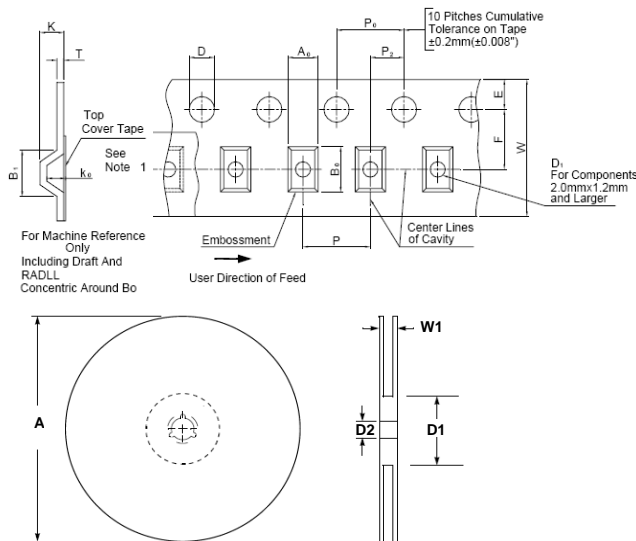 K
T
D
A₀
P₀
P₂
10 Pitches Cumulative
Tolerance on Tape
±0.2mm(±0.008")
E
F
W
Top
Cover Tape
B₁
k₀
See
Note 1
B₀
D₁
For Components
2.0mmx1.2mm
and Larger
For Machine Reference
Only
Including Draft And
RADLL
Concentric Around Bo
Embossment
P
Center Lines
of Cavity
User Direction of Feed
A
W1
D2
D1